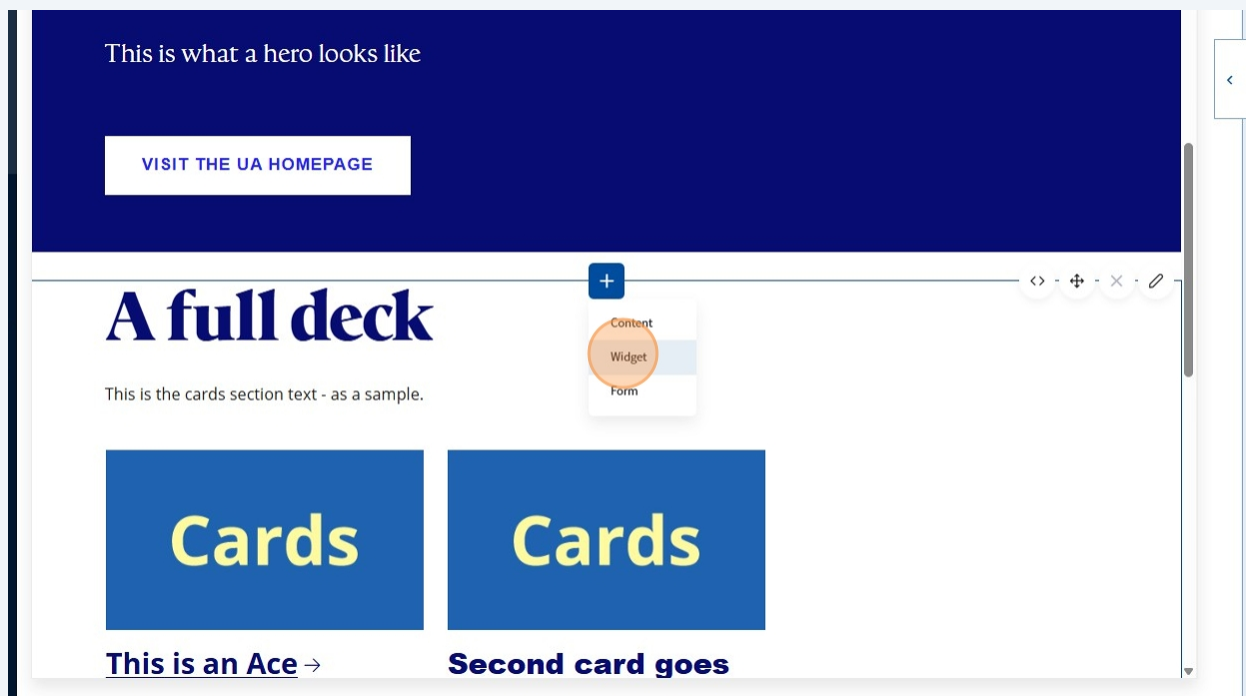 This is what a hero looks like
VISIT THE UA HOMEPAGE
A full deck
Content
Widget
Form
This is the cards section text - as a sample.
Cards
Cards
This is an Ace →
Second card goes